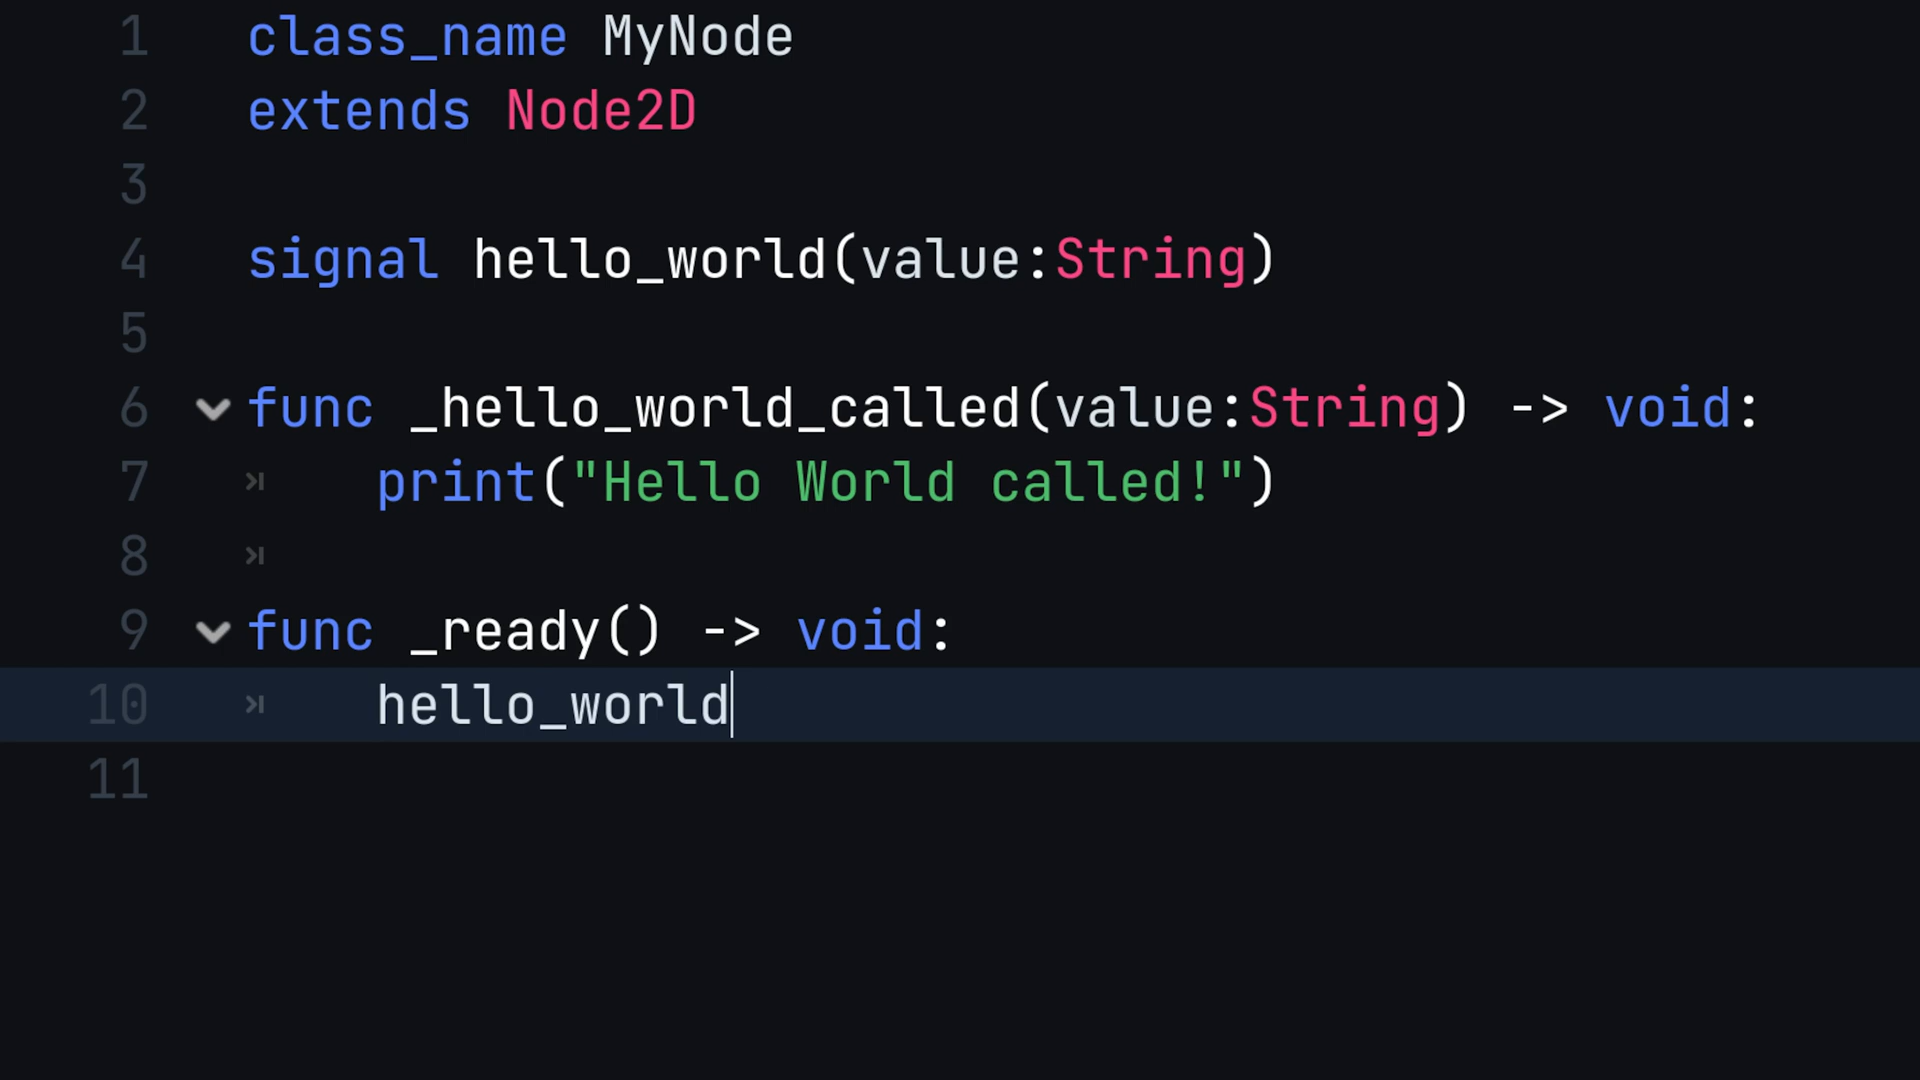 1 class_name MyNode
2 extends Node2D
3
4 signal hello_world(value:String)
5
6 func _hello_world_called(value:String) -> void:
7 print("Hello World called!")
8
9 func _ready() -> void:
10 hello_world
11